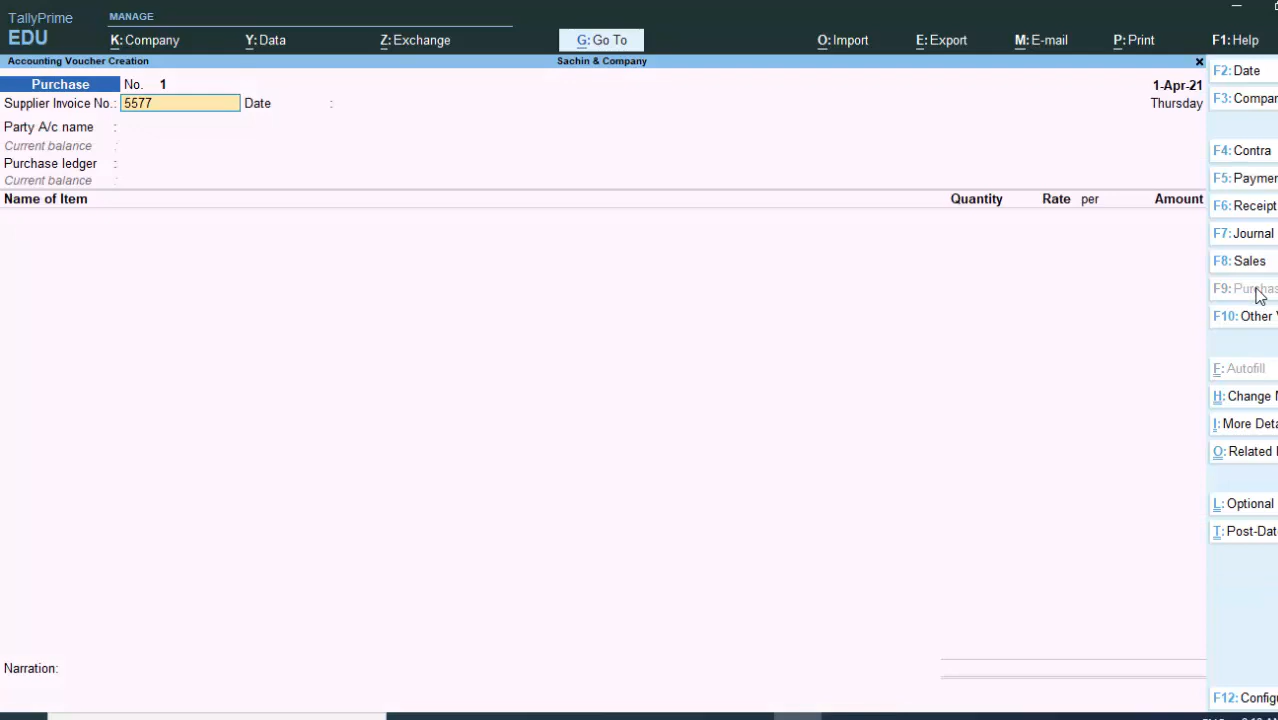 TallyPrime
EDU
MANAGE
K: Company
Y: Data
Z: Exchange
G: Go To
O: Import
E: Export
M: E-mail
P: Print
F1: Help
Accounting Voucher Creation
Sachin & Company
Purchase No. 1
1-Apr-21
Supplier Invoice No.: 5577 Date :
Thursday
Party A/c name :
Current balance :
Purchase ledger :
Current balance :
Name of Item Quantity Rate per Amount
Narration:
F2: Date
F3: Compar
F4: Contra
F5: Paymer
F6: Receipt
F7: Journal
F8: Sales
F9: Purchas
F10: Other
F: Autofill
H: Change
I: More Deta
O: Related
L: Optional
T: Post-Dat
F12: Config